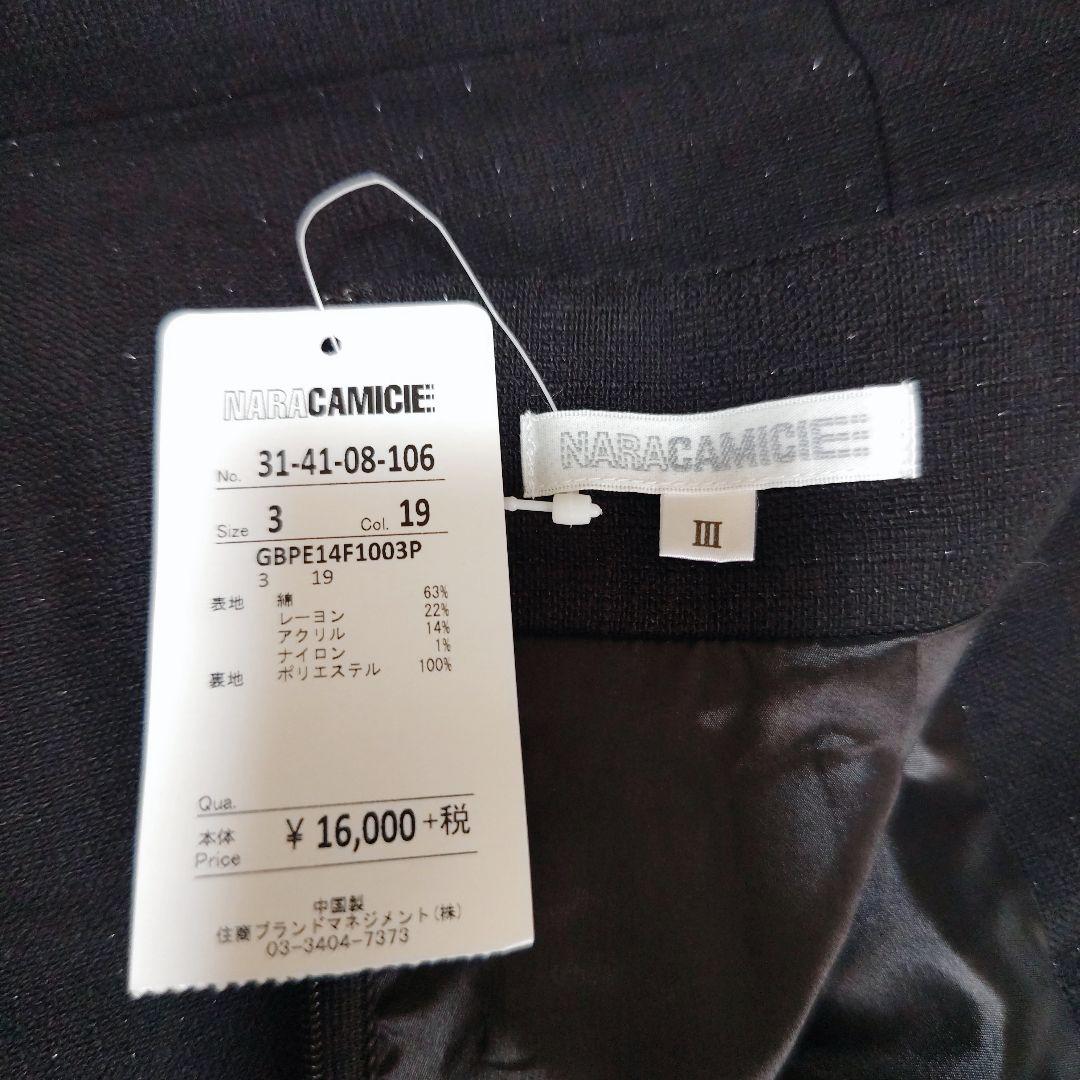 NARACAMICIE
No. 31-41-08-106
Size 3 Col. 19
GBPE14F1003P
3 19
表地 綿 63%
レーヨン 22%
アクリル 14%
ナイロン 1%
裏地 ポリエステル 100%
Qua.
本体 Price ¥ 16,000 +税
中国製
住商ブランドマネジメント(株)
03-3404-7373
NARACAMICIE
III